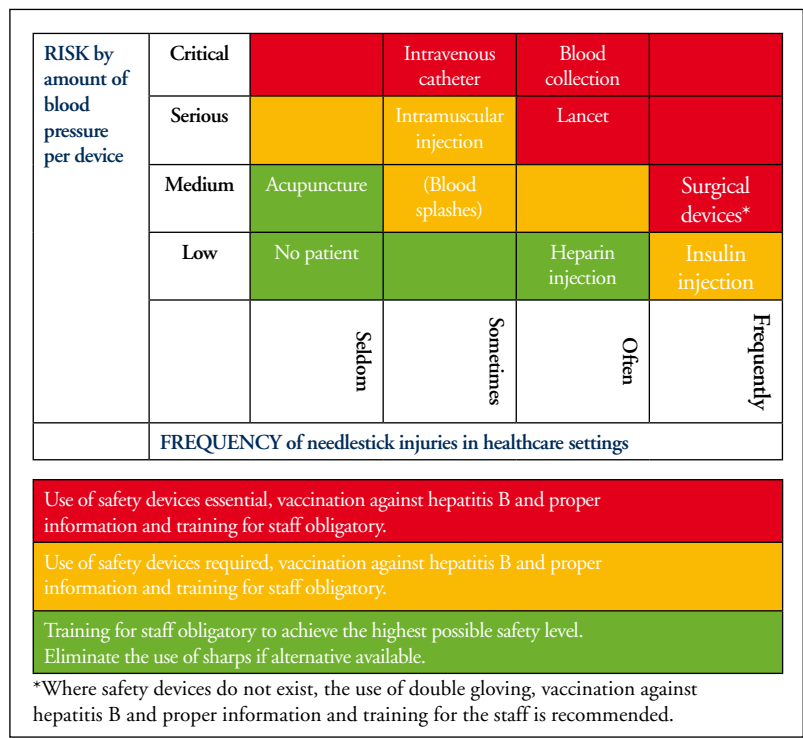 RISK by
amount of
blood
pressure
per device
Critical
Intravenous
catheter
Blood
collection
Serious
Intramuscular
injection
Lancet
Medium
Acupuncture
(Blood
splashes)
Surgical
devices*
Low
No patient
Heparin
injection
Insulin
injection
Seldom
Sometimes
Often
Frequently
FREQUENCY of needlestick injuries in healthcare settings
Use of safety devices essential, vaccination against hepatitis B and proper
information and training for staff obligatory.
Use of safety devices required, vaccination against hepatitis B and proper
information and training for staff obligatory.
Training for staff obligatory to achieve the highest possible safety level.
Eliminate the use of sharps if alternative available.
*Where safety devices do not exist, the use of double gloving, vaccination against
hepatitis B and proper information and training for the staff is recommended.